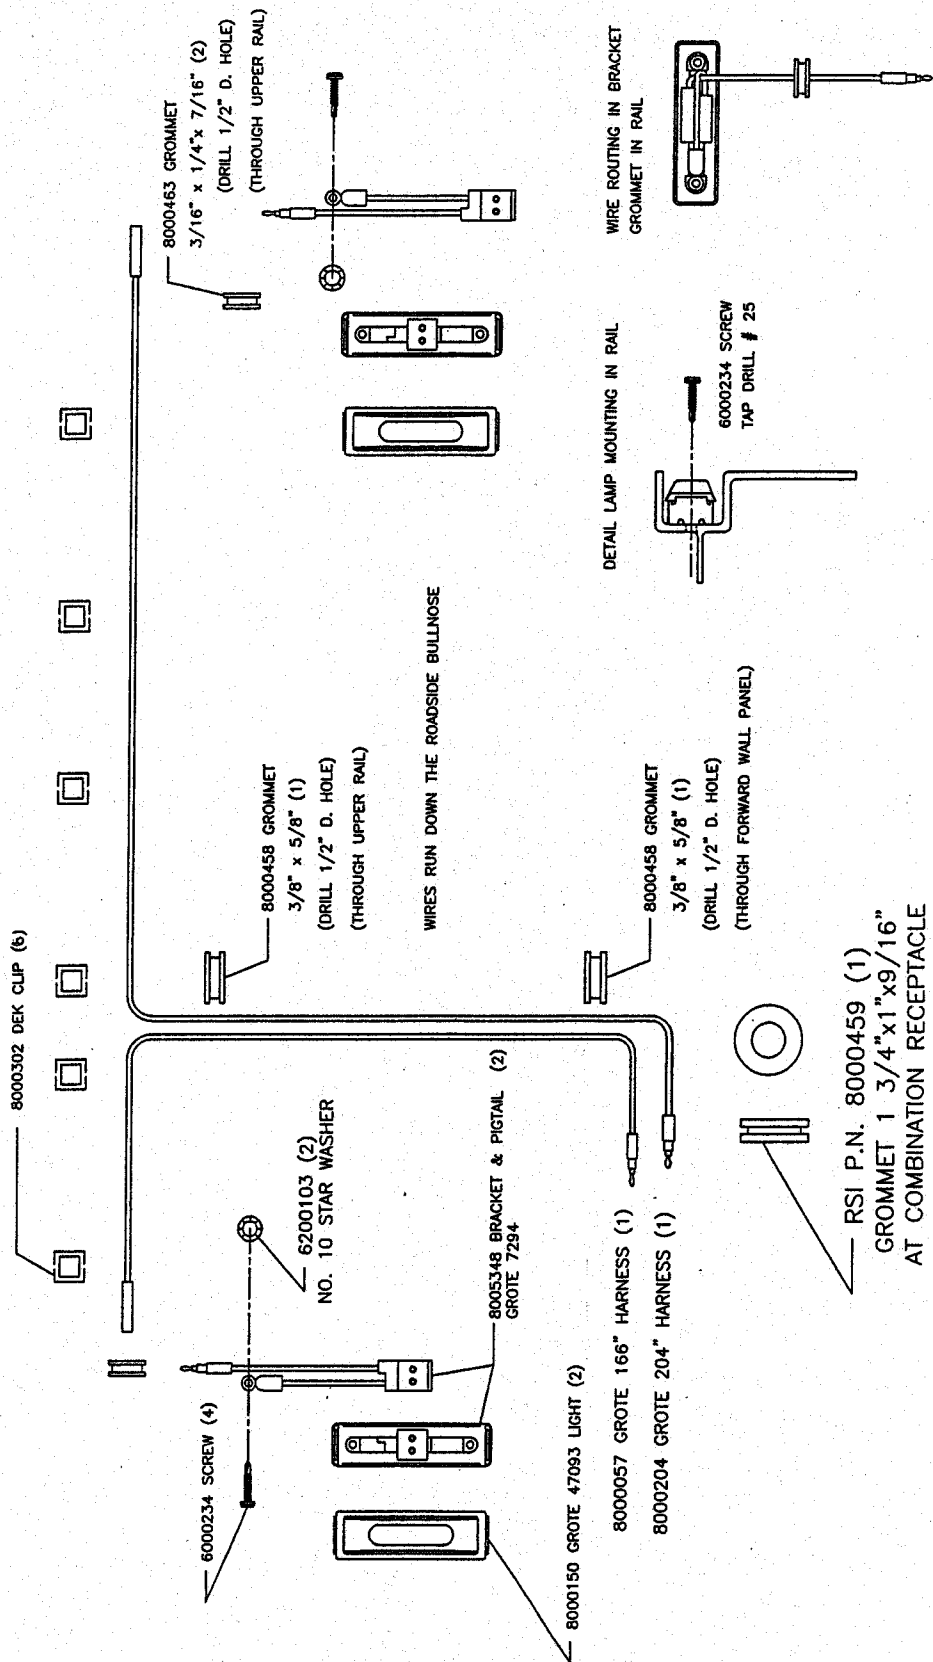 8000302 DEK CLIP (6)
8000463 GROMMET
3/16" x 1/4"x 7/16" (2)
(DRILL 1/2" D. HOLE)
(THROUGH UPPER RAIL)
6000234 SCREW (4)
6200103 (2)
NO. 10 STAR WASHER
8000458 GROMMET
3/8" x 5/8" (1)
(DRILL 1/2" D. HOLE)
(THROUGH UPPER RAIL)
WIRES RUN DOWN THE ROADSIDE BULLNOSE
8005348 BRACKET & PIGTAIL (2)
GROTE 7294
8000150 GROTE 47093 LIGHT (2)
8000057 GROTE 166" HARNESS (1)
8000204 GROTE 204" HARNESS (1)
8000458 GROMMET
3/8" x 5/8" (1)
(DRILL 1/2" D. HOLE)
(THROUGH FORWARD WALL PANEL)
DETAIL LAMP MOUNTING IN RAIL
6000234 SCREW
TAP DRILL # 25
WIRE ROUTING IN BRACKET
GROMMET IN RAIL
RSI P.N. 8000459 (1)
GROMMET 1 3/4"x1"x9/16"
AT COMBINATION RECEPTACLE